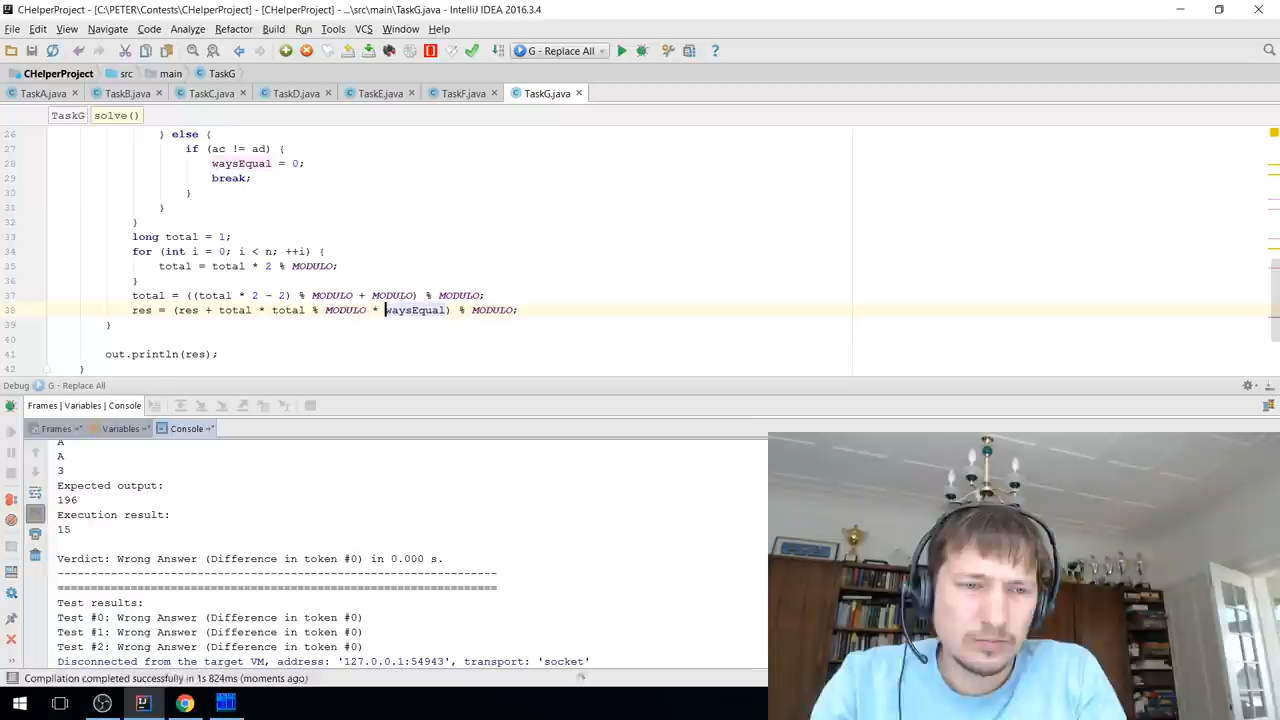 CHelperProject - [C:\PETER\Contests\CHelperProject] - [CHelperProject] - ...\src\main\TaskG.java - IntelliJ IDEA 2016.3.4
File Edit View Navigate Code Analyze Refactor Build Run Tools VCS Window Help
G - Replace All
CHelperProject src main TaskG
TaskA.java TaskB.java TaskC.java TaskD.java TaskE.java TaskF.java TaskG.java
TaskG solve()
26 } else {
27 if (ac != ad) {
28 waysEqual = 0;
29 break;
30 }
31 }
32 }
33 long total = 1;
34 for (int i = 0; i < n; ++i) {
35 total = total * 2 % MODULO;
36 }
37 total = ((total * 2 - 2) % MODULO + MODULO) % MODULO;
38 res = (res + total * total % MODULO * waysEqual) % MODULO;
39 }
40
41 out.println(res);
42 }
Debug G - Replace All
Frames | Variables | Console
Frames Variables Console
A
A
3
Expected output:
196
Execution result:
15
Verdict: Wrong Answer (Difference in token #0) in 0.000 s.
------------------------------------------------------------------
==================================================================
Test results:
Test #0: Wrong Answer (Difference in token #0)
Test #1: Wrong Answer (Difference in token #0)
Test #2: Wrong Answer (Difference in token #0)
Disconnected from the target VM, address: '127.0.0.1:54943', transport: 'socket'
Compilation completed successfully in 1s 824ms (moments ago)